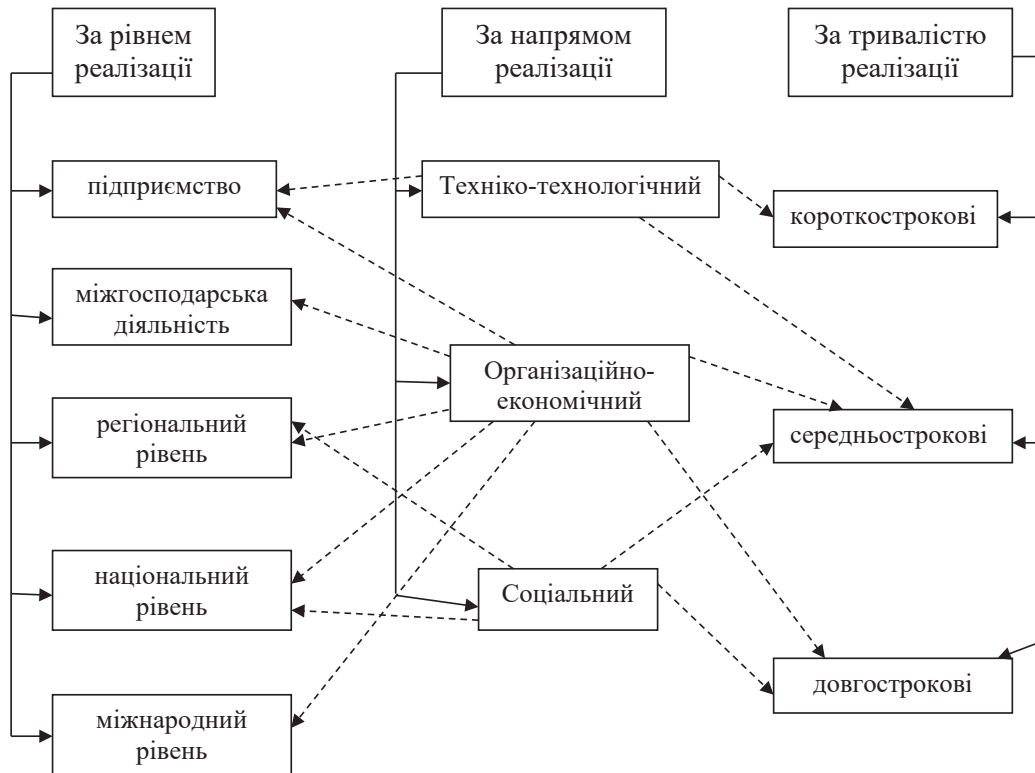 За рівнем
реалізації
За напрямом
реалізації
За тривалістю
реалізації
підприємство
Техніко-технологічний
короткострокові
міжгосподарська
діяльність
Організаційно-
економічний
регіональний
рівень
середньострокові
національний
рівень
Соціальний
довгострокові
міжнародний
рівень